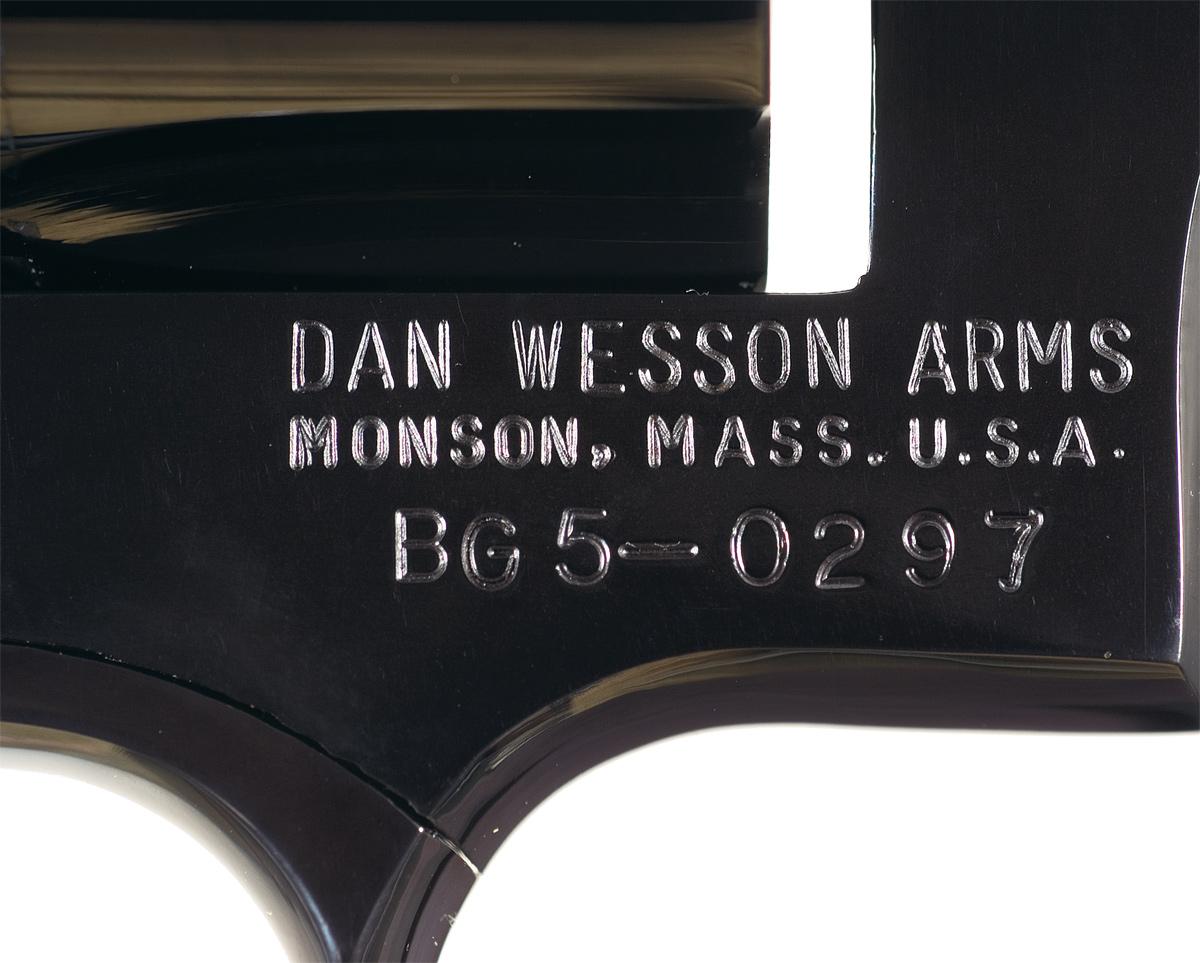 DAN WESSON ARMS
MONSON, MASS. U.S.A.
BG5-0297